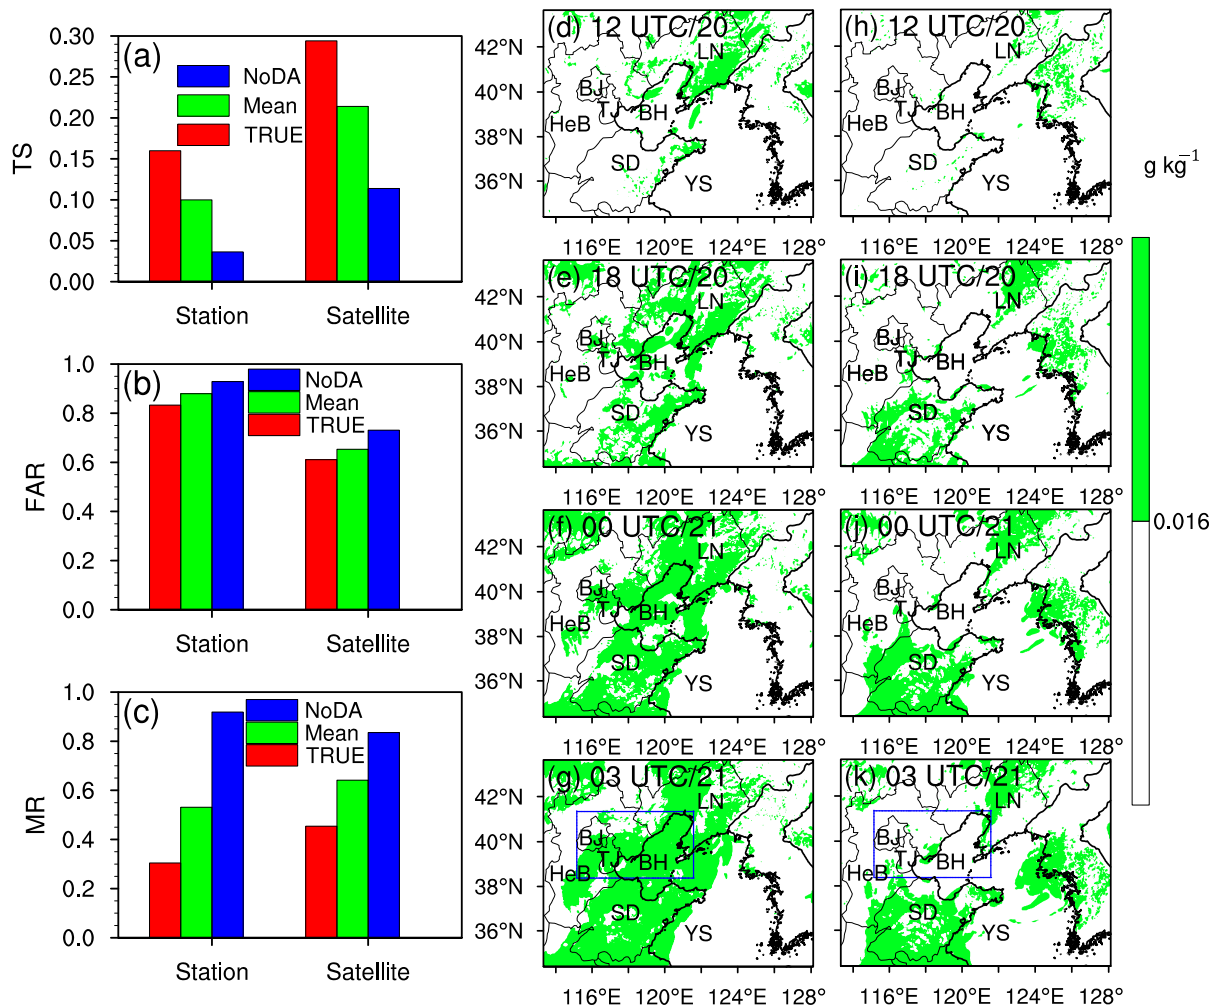 (a)
NoDA
Mean
TRUE
TS
0.30
0.25
0.20
0.15
0.10
0.05
0.00
Station
Satellite
(b)
NoDA
Mean
TRUE
FAR
1.0
0.8
0.6
0.4
0.2
0.0
Station
Satellite
(c)
NoDA
Mean
TRUE
MR
1.0
0.8
0.6
0.4
0.2
0.0
Station
Satellite
(d) 12 UTC/20
42°N
40°N
38°N
36°N
LN
BJ
TJ
BH
HeB
SD
YS
116°E 120°E 124°E 128°
(h) 12 UTC/20
LN
BJ
TJ
BH
HeB
SD
YS
116°E 120°E 124°E 128°
(e) 18 UTC/20
42°N
40°N
38°N
36°N
LN
BJ
TJ
BH
HeB
SD
YS
116°E 120°E 124°E 128°
(i) 18 UTC/20
LN
BJ
TJ
BH
HeB
SD
YS
116°E 120°E 124°E 128°
(f) 00 UTC/21
42°N
40°N
38°N
36°N
LN
BJ
TJ
BH
HeB
SD
YS
116°E 120°E 124°E 128°
(j) 00 UTC/21
LN
BJ
TJ
BH
HeB
SD
YS
116°E 120°E 124°E 128°
(g) 03 UTC/21
42°N
40°N
38°N
36°N
LN
BJ
TJ
BH
HeB
SD
YS
116°E 120°E 124°E 128°
(k) 03 UTC/21
LN
BJ
TJ
BH
HeB
SD
YS
116°E 120°E 124°E 128°
g kg⁻¹
0.016